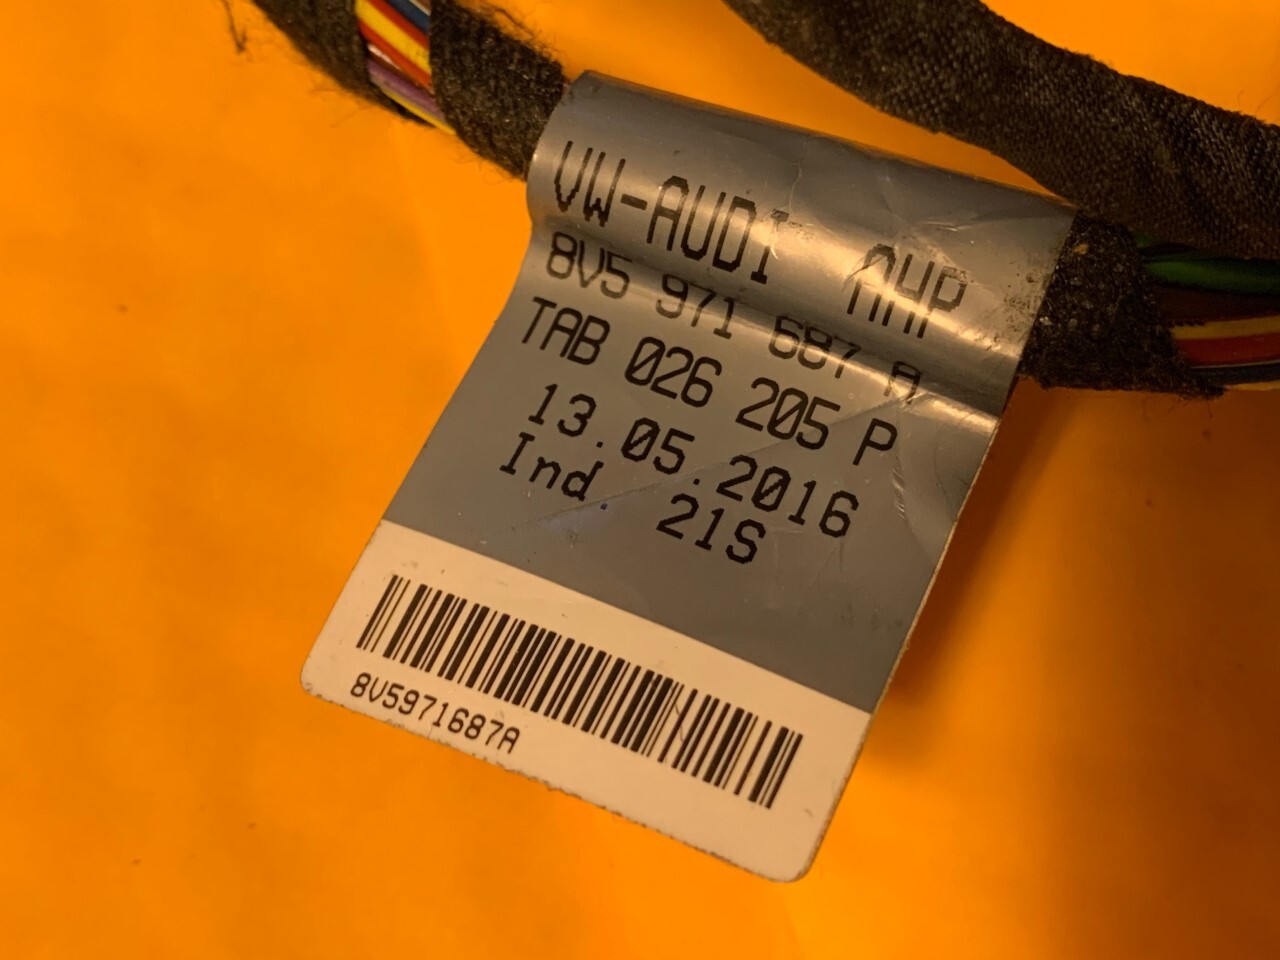 VW-AUDI AHP
8V5 971 687 A
TAB 026 205 P
13.05.2016
Ind. 21S
8V5971687A